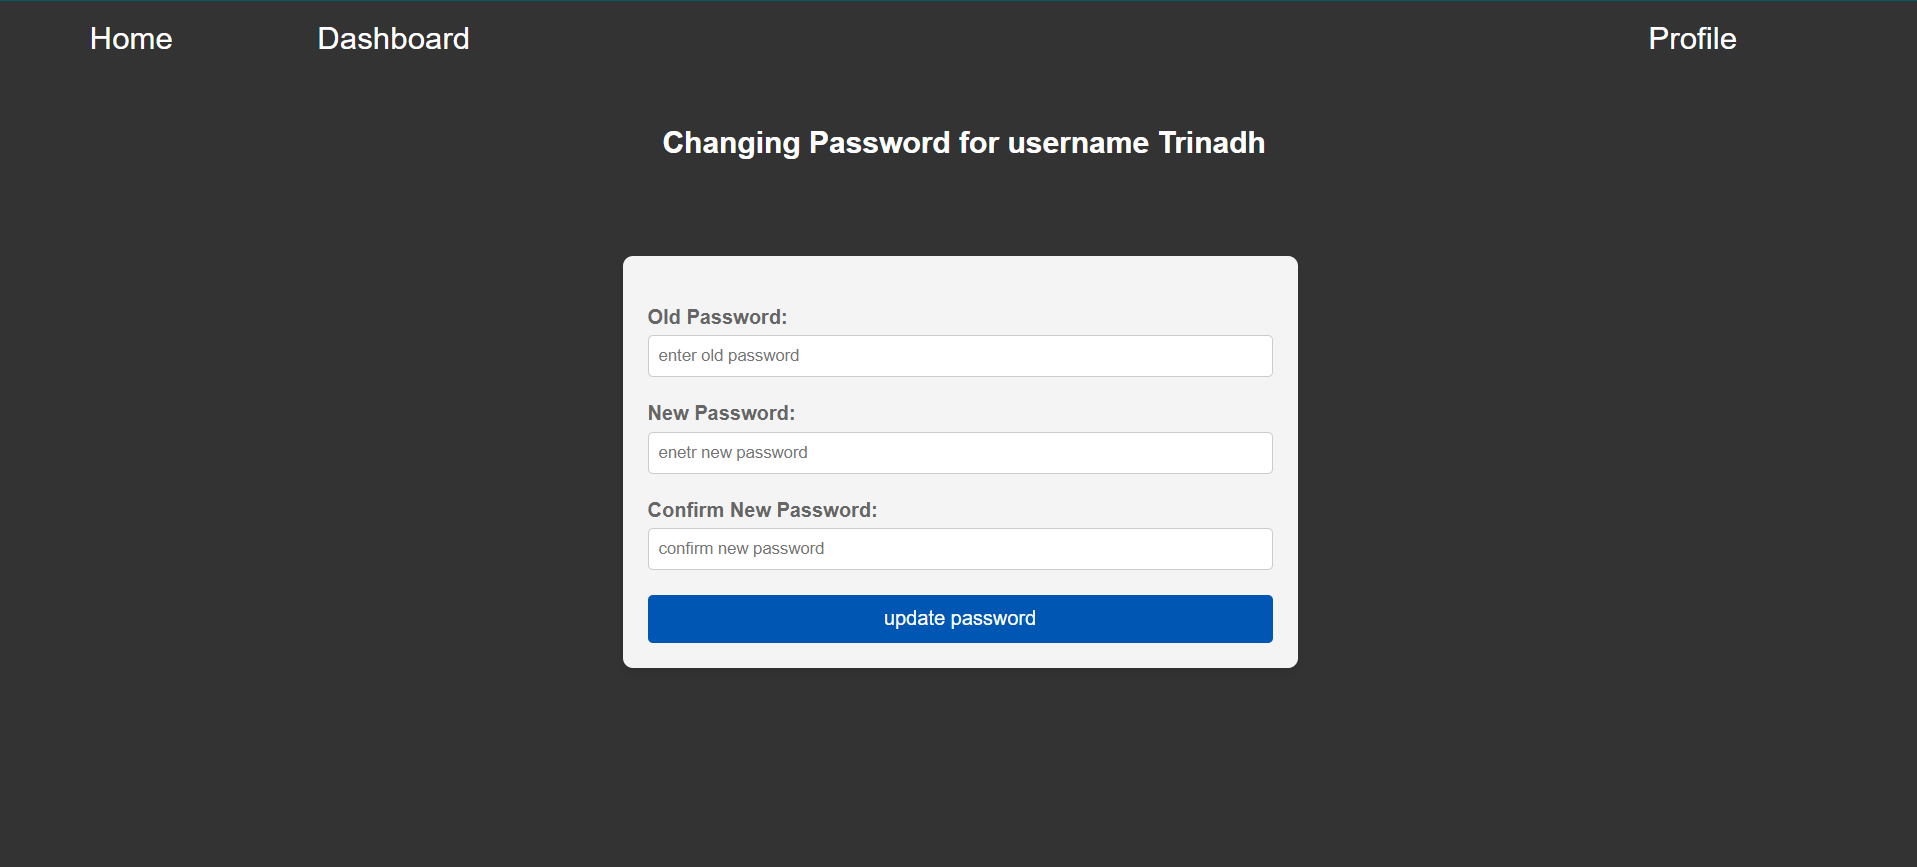 Home Dashboard Profile
Changing Password for username Trinadh
Old Password:
enter old password
New Password:
enetr new password
Confirm New Password:
confirm new password
update password